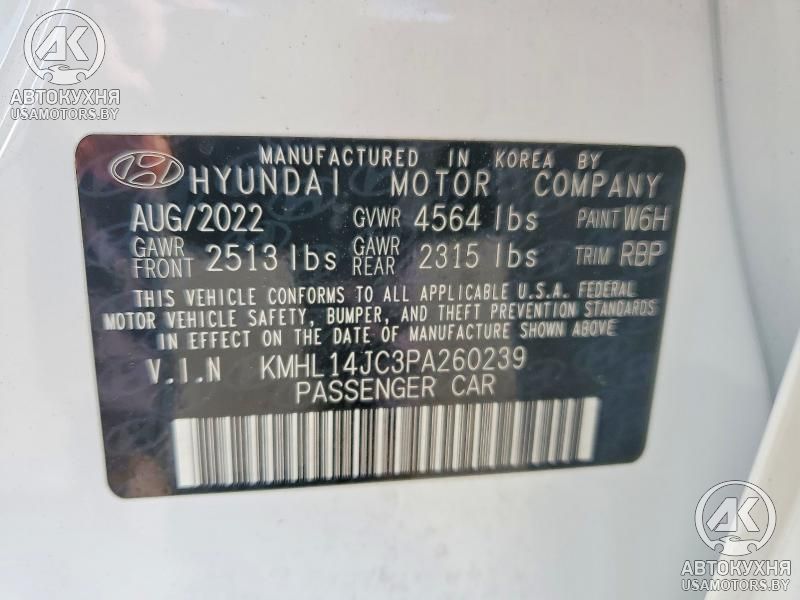 AK
АВТОКУХНЯ
USAMOTORS.BY
MANUFACTURED IN KOREA BY
HYUNDAI MOTOR COMPANY
AUG/2022 GVWR 4564 lbs PAINT W6H
GAWR FRONT 2513 lbs GAWR REAR 2315 lbs TRIM RBP
THIS VEHICLE CONFORMS TO ALL APPLICABLE U.S.A. FEDERAL
MOTOR VEHICLE SAFETY, BUMPER, AND THEFT PREVENTION STANDARDS
IN EFFECT ON THE DATE OF MANUFACTURE SHOWN ABOVE
V.I.N KMHL14JC3PA260239
PASSENGER CAR
AK
АВТОКУХНЯ
USAMOTORS.BY